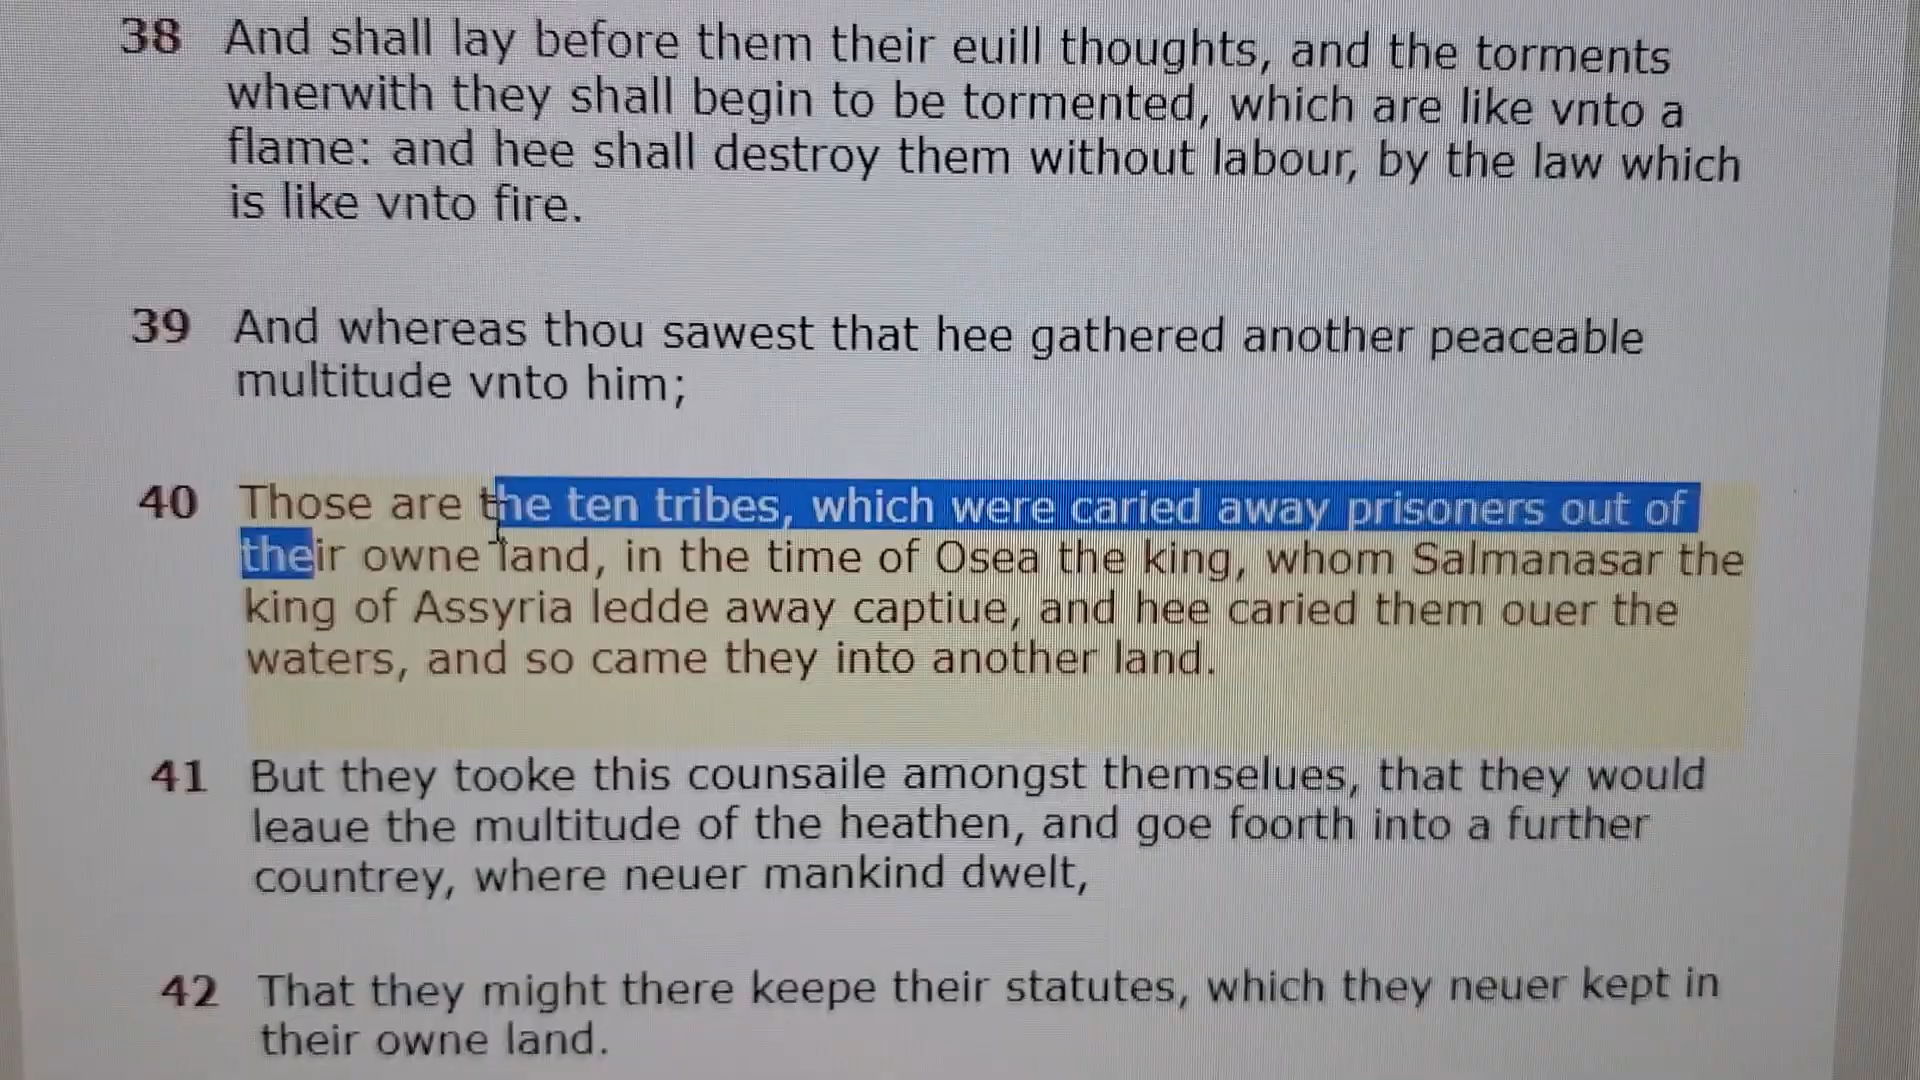 38 And shall lay before them their euill thoughts, and the torments
wherwith they shall begin to be tormented, which are like vnto a
flame: and hee shall destroy them without labour, by the law which
is like vnto fire.
39 And whereas thou sawest that hee gathered another peaceable
multitude vnto him;
40 Those are the ten tribes, which were caried away prisoners out of
their owne land, in the time of Osea the king, whom Salmanasar the
king of Assyria ledde away captiue, and hee caried them ouer the
waters, and so came they into another land.
41 But they tooke this counsaile amongst themselues, that they would
leaue the multitude of the heathen, and goe foorth into a further
countrey, where neuer mankind dwelt,
42 That they might there keepe their statutes, which they neuer kept in
their owne land.